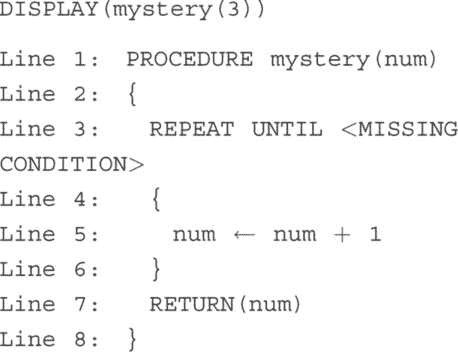 DISPLAY(mystery(3))
Line 1: PROCEDURE mystery(num)
Line 2: {
Line 3: REPEAT UNTIL <MISSING
CONDITION>
Line 4: {
Line 5: num ← num + 1
Line 6: }
Line 7: RETURN(num)
Line 8: }